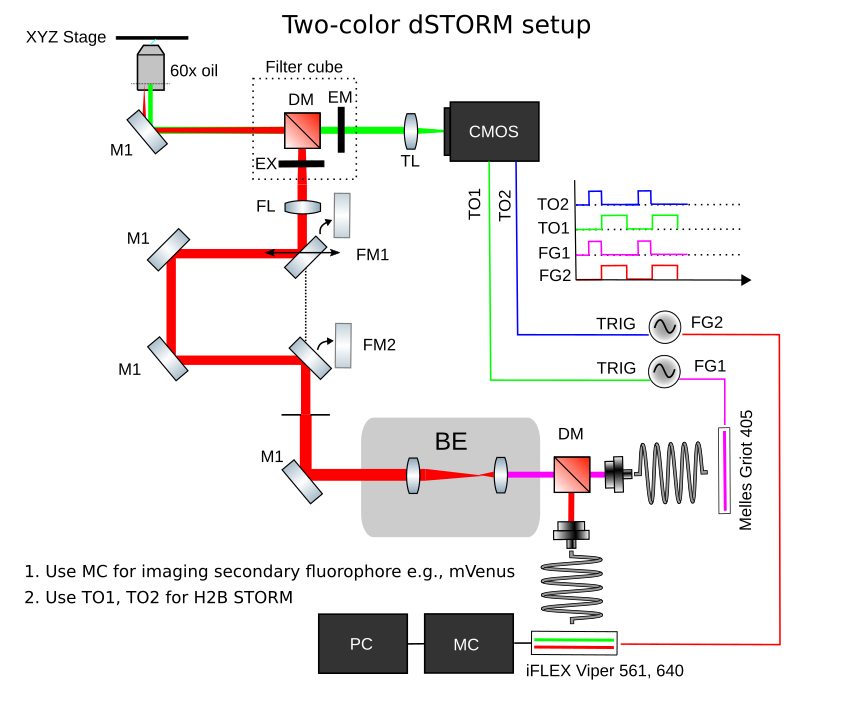 Two-color dSTORM setup
XYZ Stage
60x oil
Filter cube
DM
EM
M1
EX
TL
CMOS
FL
TO1
TO2
TO2
TO1
FG1
FG2
M1
FM1
TRIG
FG2
FM2
M1
TRIG
FG1
BE
DM
M1
Melles Griot 405
1. Use MC for imaging secondary fluorophore e.g., mVenus
2. Use TO1, TO2 for H2B STORM
PC
MC
iFLEX Viper 561, 640